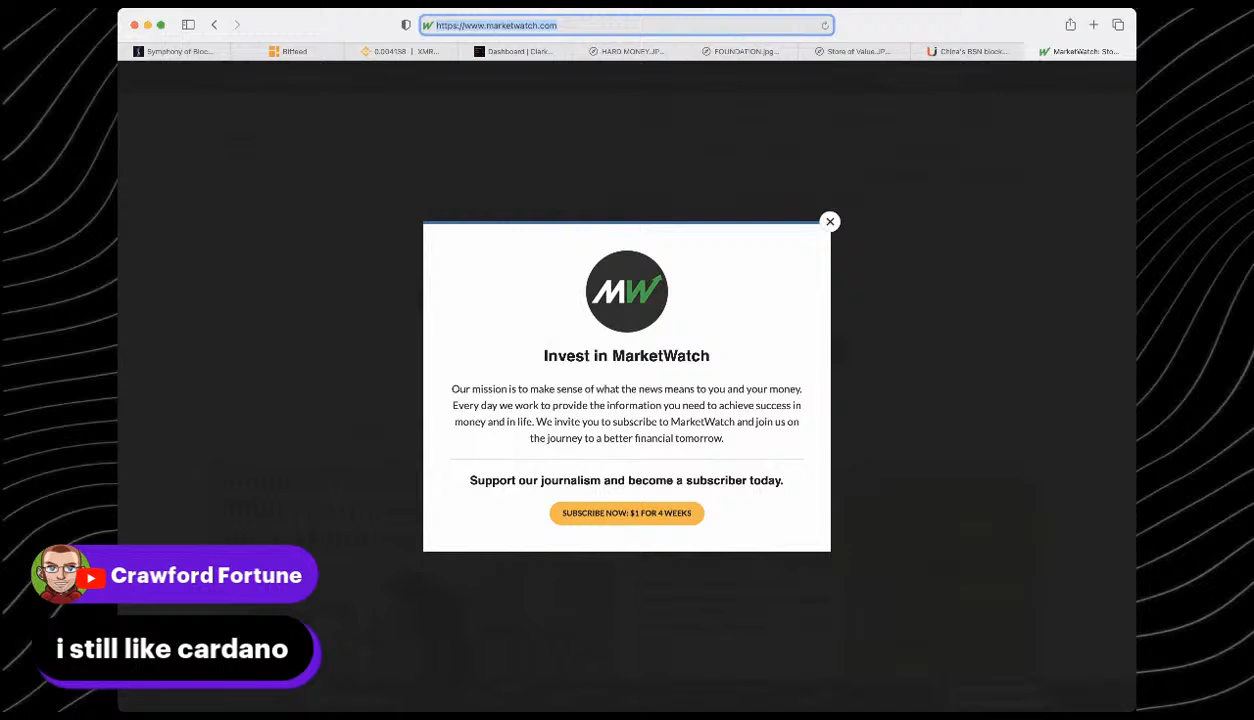 https://www.marketwatch.com
Symphony of Bloc...
Bitfeed
0.004138 | XMR...
Dashboard | Clark...
HARD MONEY.JP...
FOUNDATION.jpg...
Store of Value.JP...
China's BSN block...
MarketWatch: Sto...
MW
Invest in MarketWatch
Our mission is to make sense of what the news means to you and your money.
Every day we work to provide the information you need to achieve success in
money and in life. We invite you to subscribe to MarketWatch and join us on
the journey to a better financial tomorrow.
Support our journalism and become a subscriber today.
SUBSCRIBE NOW: $1 FOR 4 WEEKS
Crawford Fortune
i still like cardano